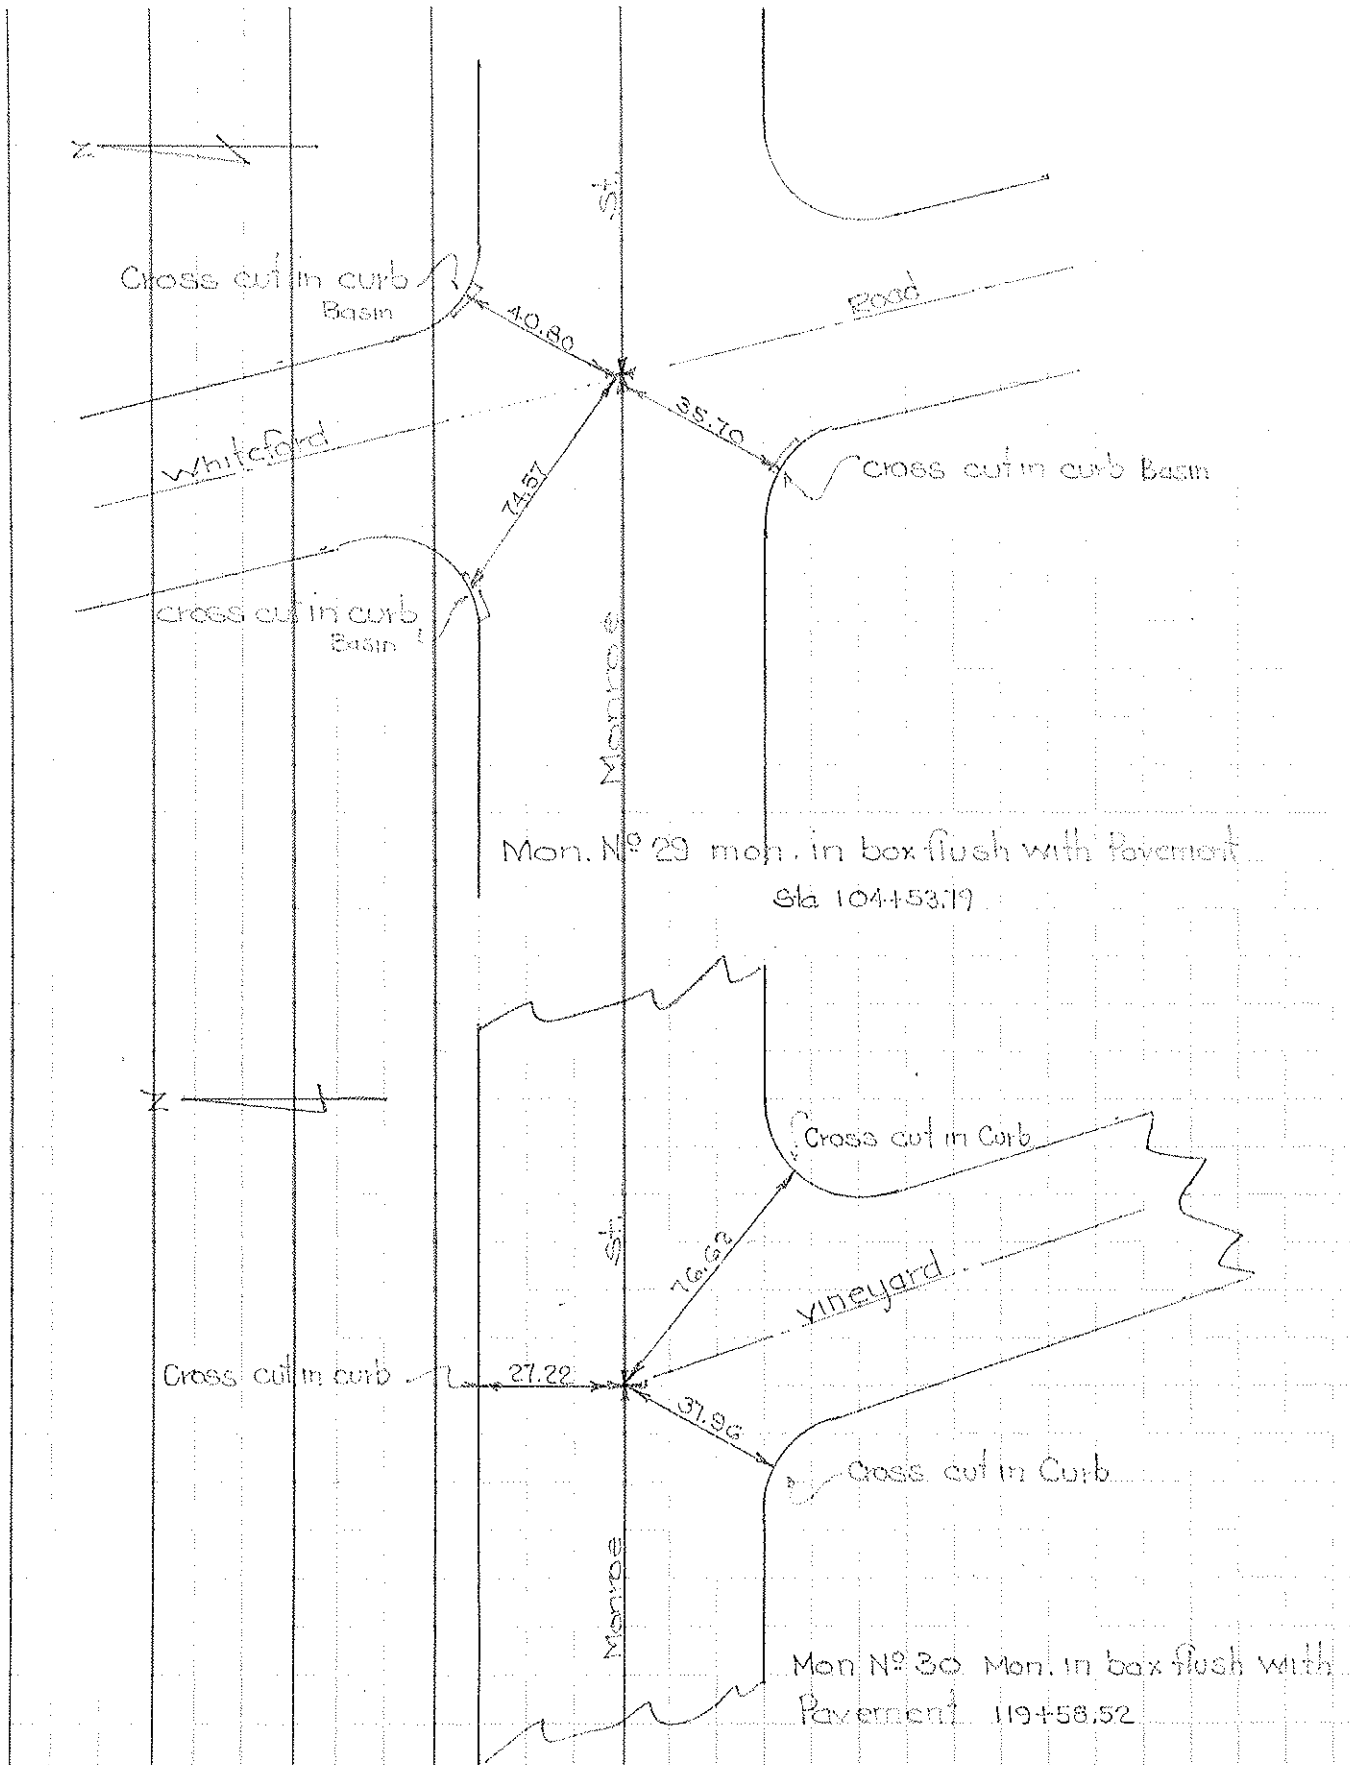 N
St.
Cross cut in curb
Basin
40.80
Road
35.70
Whiteford
Cross cut in curb Basin
74.57
Cross cut in curb
Basin
Monroe
Mon. Nº 29 mon. in box flush with Pavement
Sta 104+53.79
N
Cross cut in Curb
St.
76.62
Vineyard
Cross cut in curb
27.22
37.96
Cross cut in Curb
Monroe
Mon Nº 30 Mon. in box flush with
Pavement 119+58.52